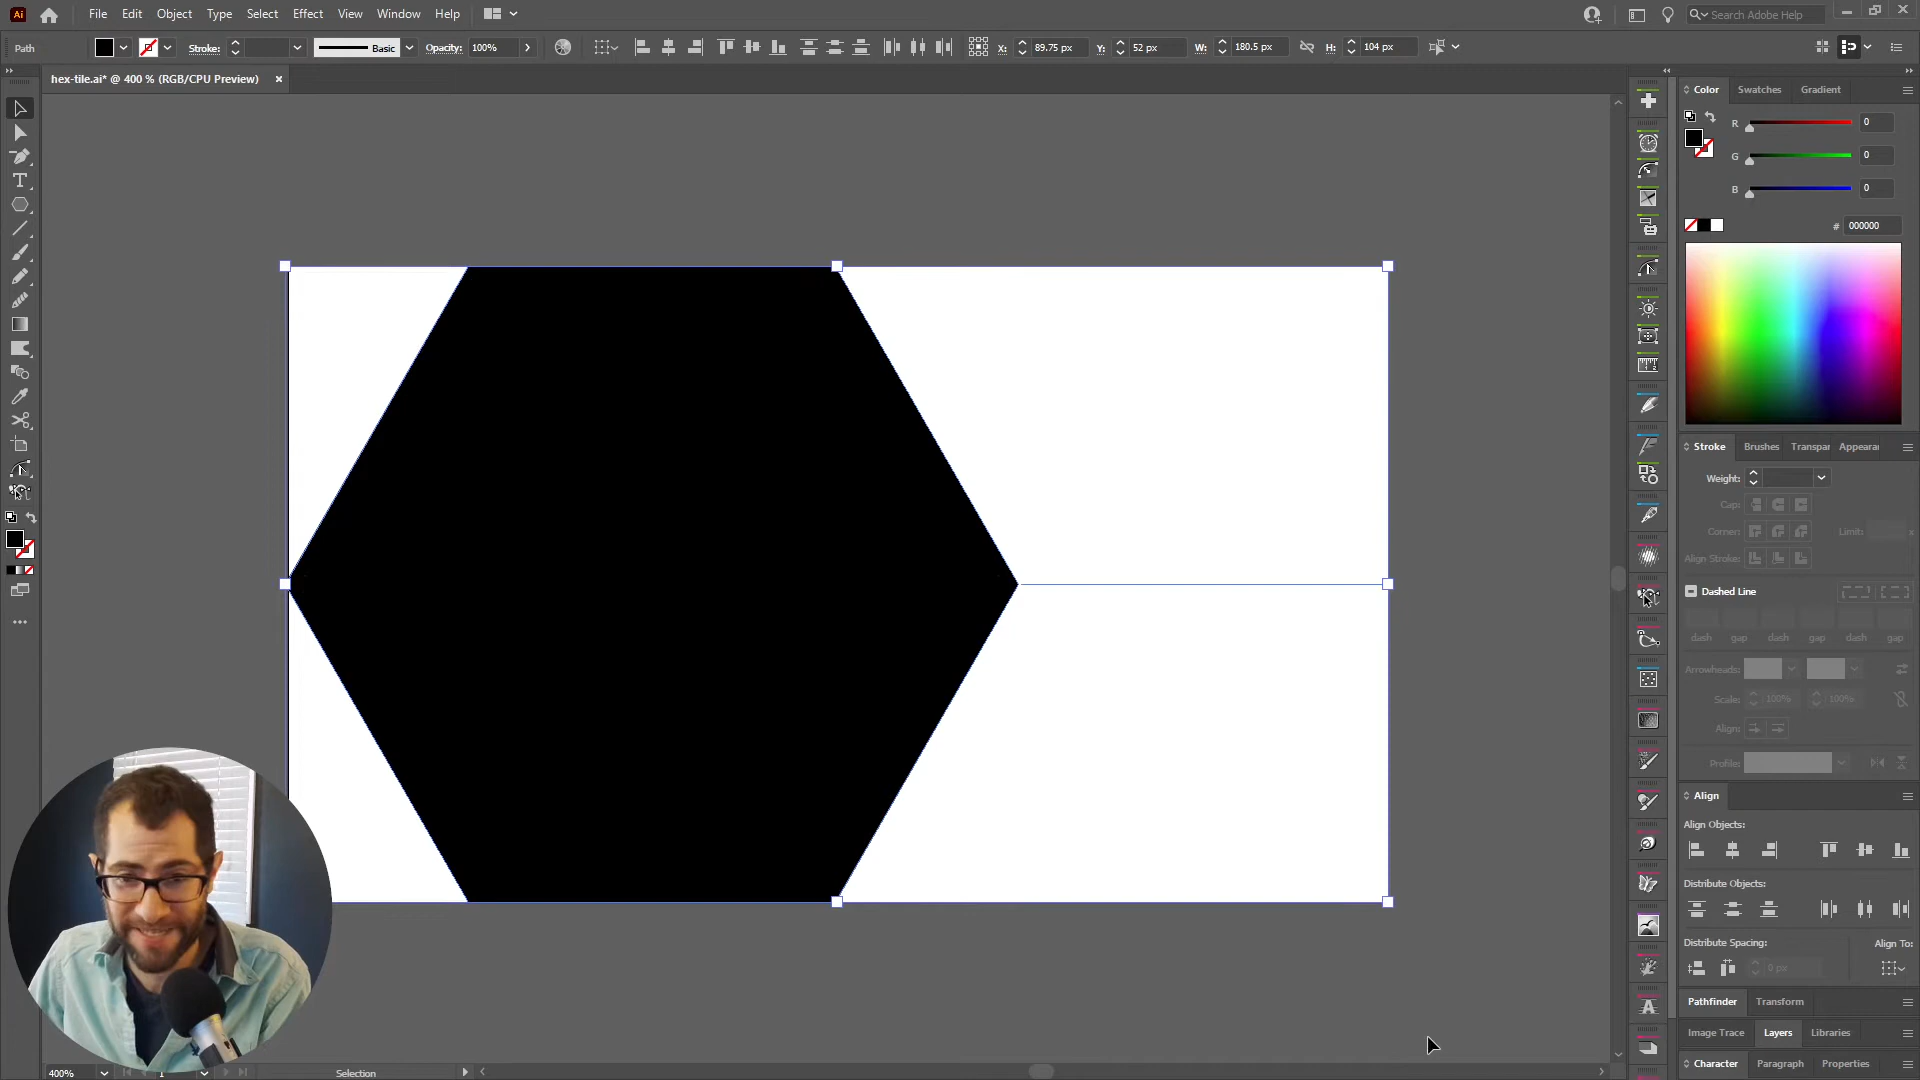 Ai File Edit Object Type Select Effect View Window Help Search Adobe Help
Path Stroke: Basic Opacity: 100% X: 89.75 px Y: 52 px W: 180.5 px H: 104 px
hex-tile.ai* @ 400 % (RGB/CPU Preview) ×
Color Swatches Gradient
R 0
G 0
B 0
# 000000
Stroke Brushes Transpar Appeara
Weight:
Cap:
Corner: Limit: x
Align Stroke:
Dashed Line
dash gap dash gap dash gap
Arrowheads:
Scale: 100% 100%
Align:
Profile:
Align
Align Objects:
Distribute Objects:
Distribute Spacing: Align To:
0 px
Pathfinder Transform
Image Trace Layers Libraries
Character Paragraph Properties
400% 1 Selection